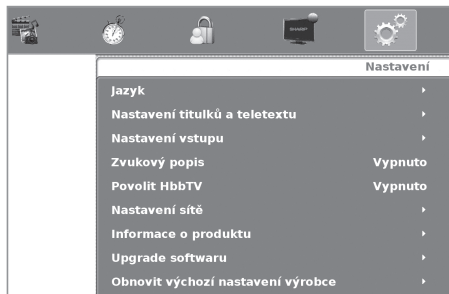 SHARP
Nastavení
Jazyk
Nastavení titulků a teletextu
Nastavení vstupu
Zvukový popis Vypnuto
Povolit HbbTV Vypnuto
Nastavení sítě
Informace o produktu
Upgrade softwaru
Obnovit výchozí nastavení výrobce